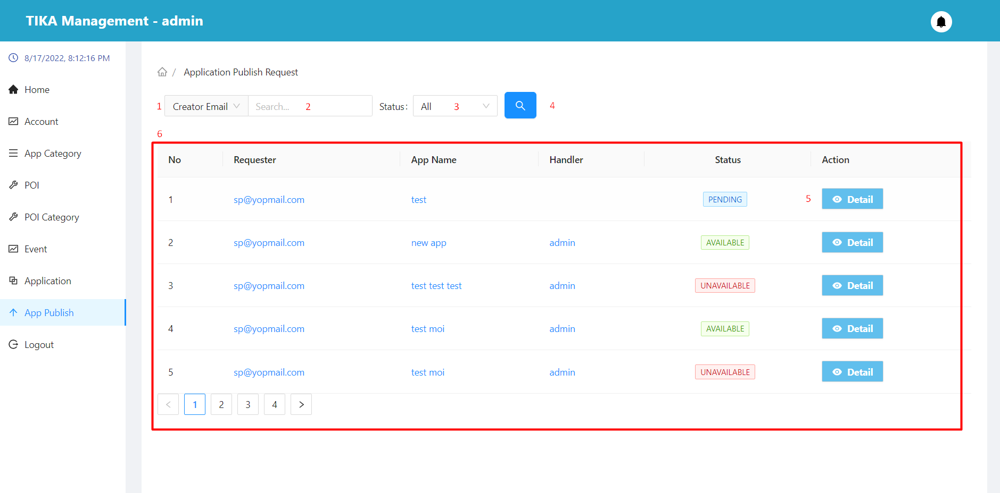 TIKA Management - admin
8/17/2022, 8:12:16 PM
Home
Account
App Category
POI
POI Category
Event
Application
App Publish
Logout
/ Application Publish Request
1 Creator Email Search... 2 Status: All 3 4
6
No Requester App Name Handler Status Action
1 sp@yopmail.com test PENDING 5 Detail
2 sp@yopmail.com new app admin AVAILABLE Detail
3 sp@yopmail.com test test test admin UNAVAILABLE Detail
4 sp@yopmail.com test moi admin AVAILABLE Detail
5 sp@yopmail.com test moi admin UNAVAILABLE Detail
< 1 2 3 4 >